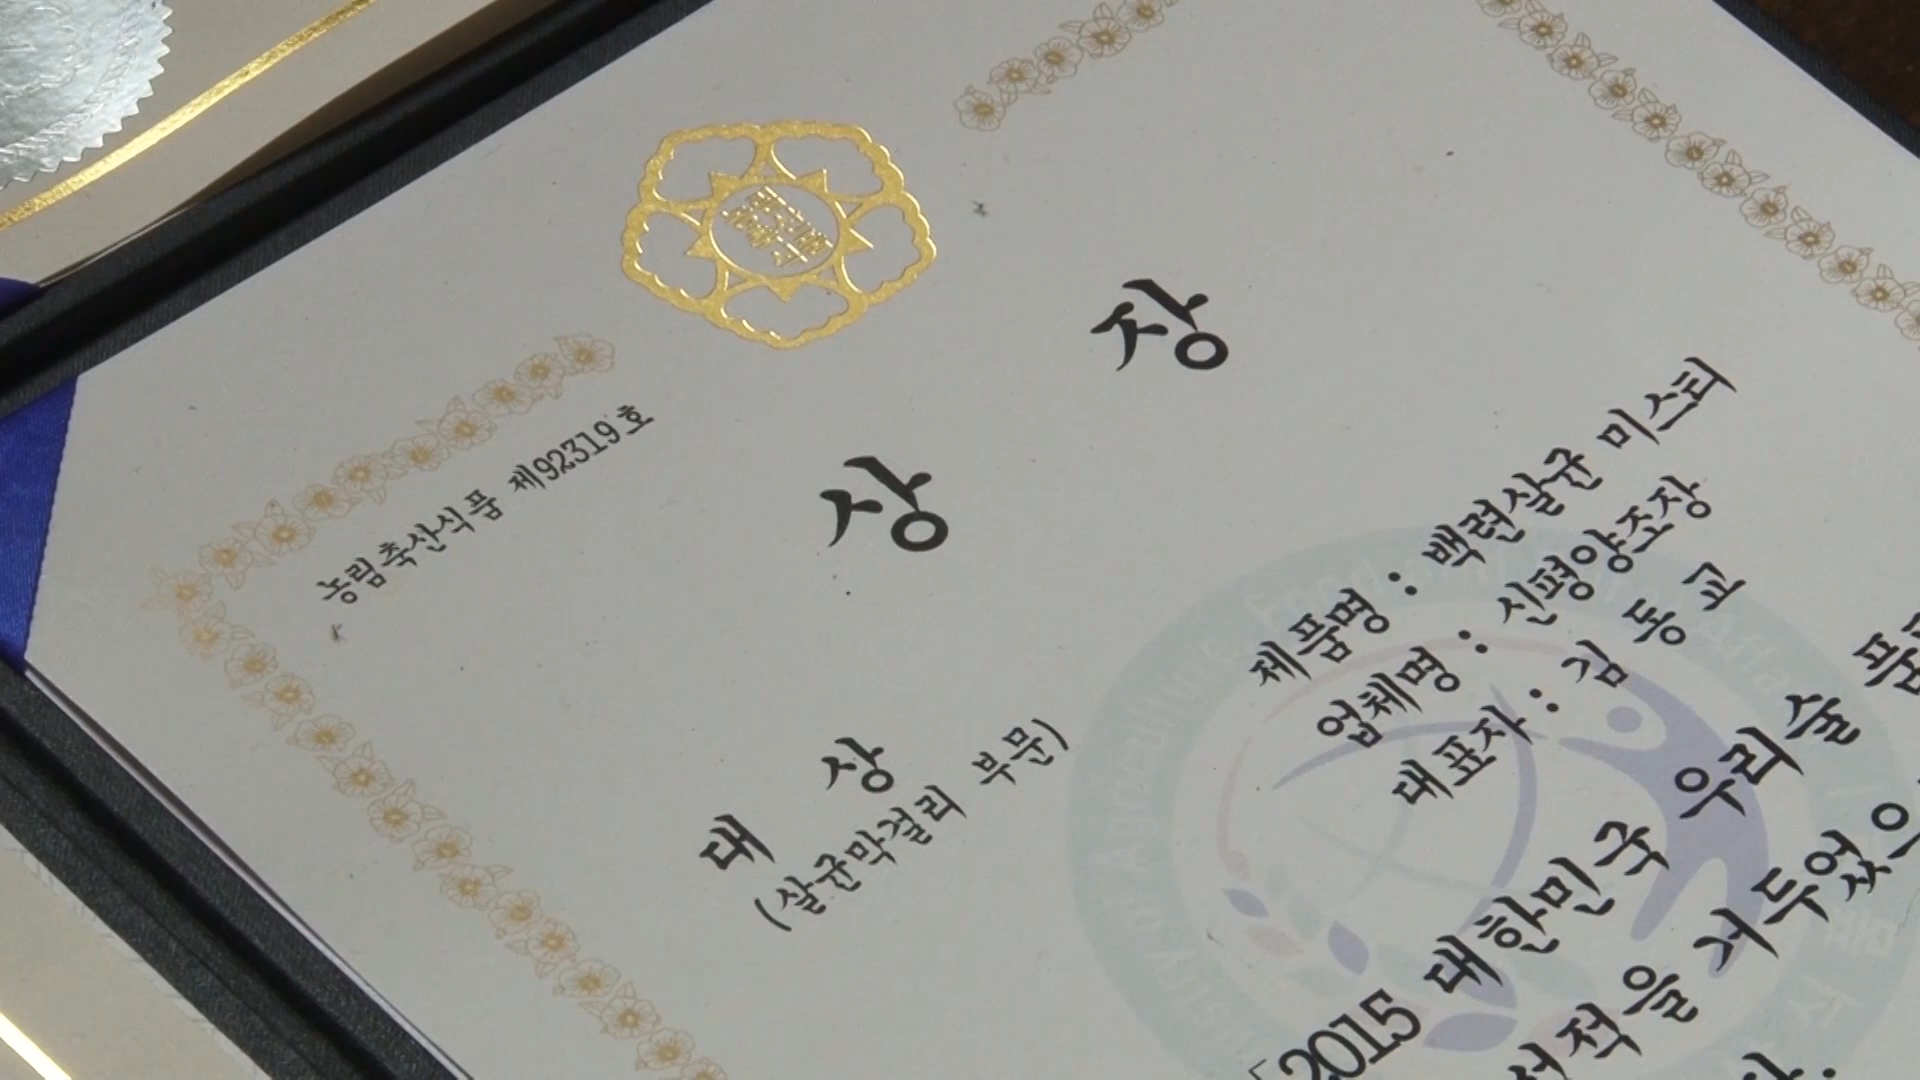 농림축산식품 제92319호
상 장
대 상
(살균막걸리 부문)
제품명 : 백련살균 미스티
업체명 : 신평양조장
대표자 : 김 동 교
「2015 대한민국 우리술 품
적을 거두었